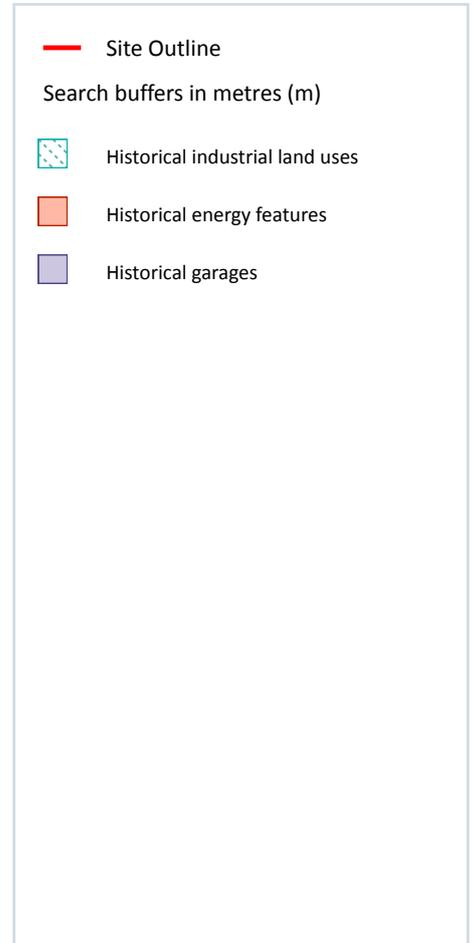 Site Outline
Search buffers in metres (m)
Historical industrial land uses
Historical energy features
Historical garages